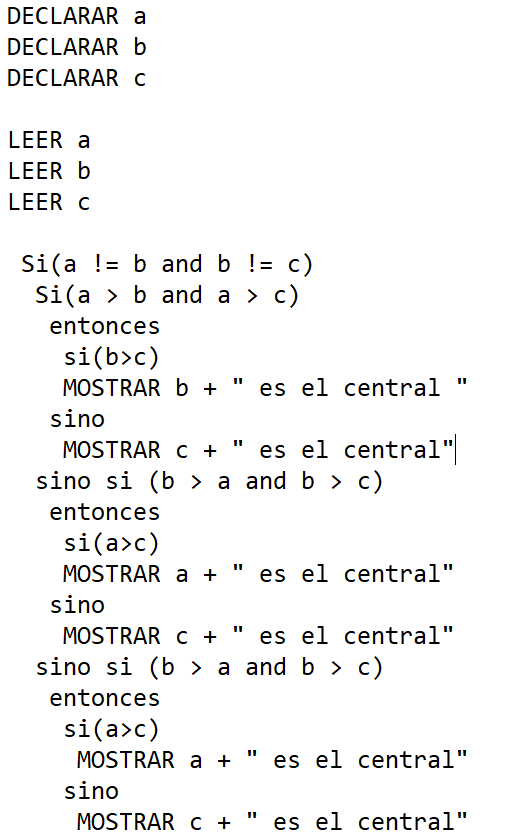 DECLARAR a
DECLARAR b
DECLARAR c

LEER a
LEER b
LEER c

 Si(a != b and b != c)
  Si(a > b and a > c)
   entonces
    si(b>c)
    MOSTRAR b + " es el central "
   sino
    MOSTRAR c + " es el central"
  sino si (b > a and b > c)
   entonces
    si(a>c)
    MOSTRAR a + " es el central"
   sino
    MOSTRAR c + " es el central"
  sino si (b > a and b > c)
   entonces
    si(a>c)
     MOSTRAR a + " es el central"
    sino
     MOSTRAR c + " es el central"